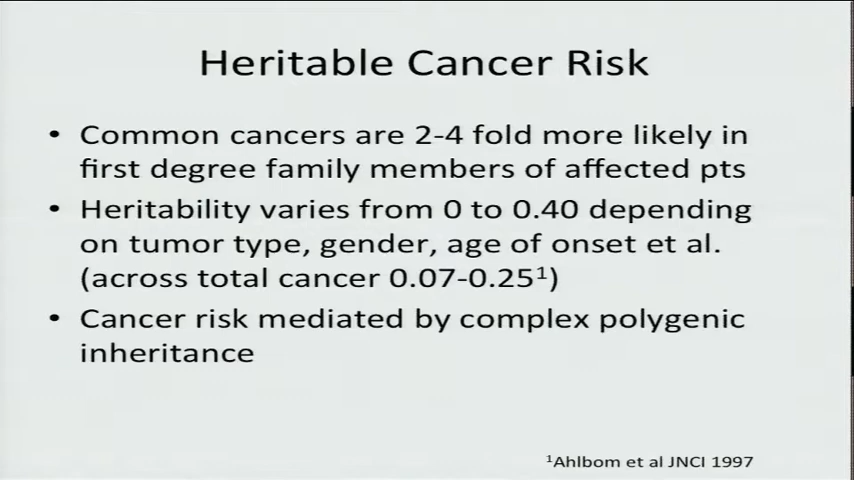 Heritable Cancer Risk
• Common cancers are 2-4 fold more likely in
first degree family members of affected pts
• Heritability varies from 0 to 0.40 depending
on tumor type, gender, age of onset et al.
(across total cancer 0.07-0.25¹)
• Cancer risk mediated by complex polygenic
inheritance
¹Ahlbom et al JNCI 1997